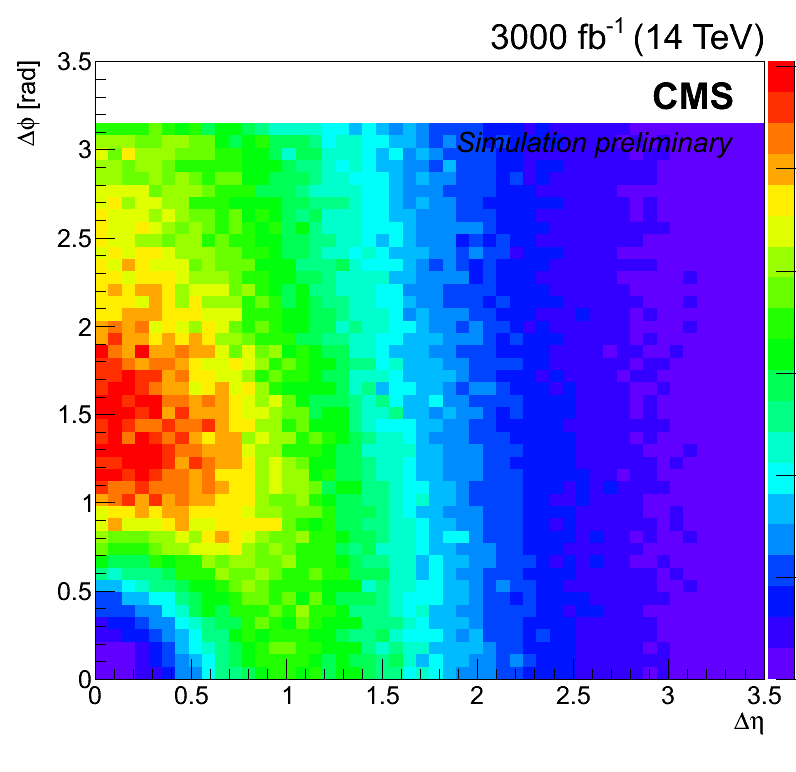 3000 fb-1 (14 TeV)
CMS
Simulation preliminary
Δϕ [rad]
3.5
3
2.5
2
1.5
1
0.5
0
0 0.5 1 1.5 2 2.5 3 3.5
Δη